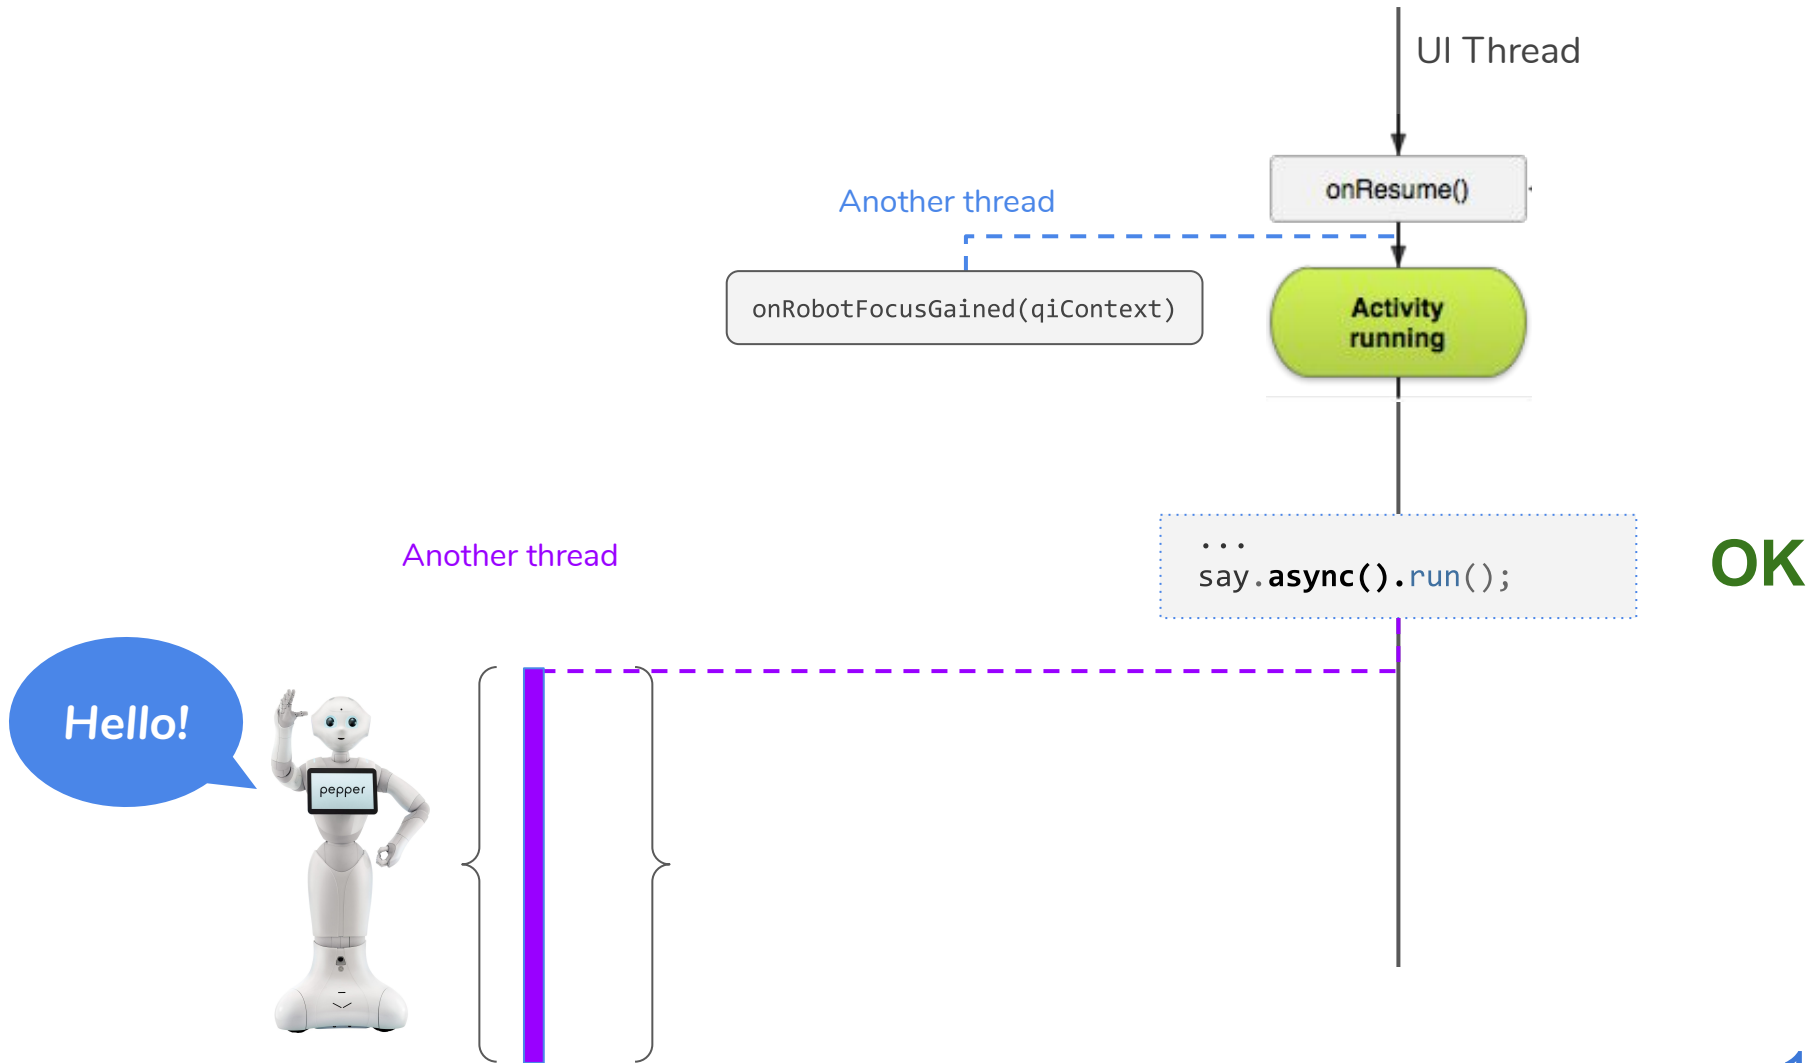 UI Thread
onResume()
Another thread
onRobotFocusGained(qiContext)
Activity
running
...
say.async().run();
OK
Another thread
Hello!
pepper